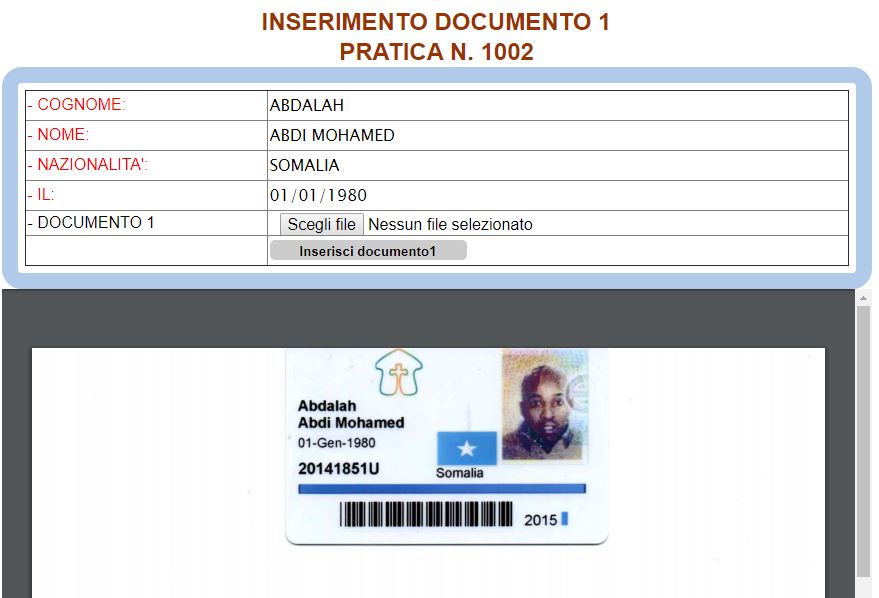 INSERIMENTO DOCUMENTO 1
PRATICA N. 1002
- COGNOME: ABDALAH
- NOME: ABDI MOHAMED
- NAZIONALITA': SOMALIA
- IL: 01/01/1980
- DOCUMENTO 1 Scegli file Nessun file selezionato
Inserisci documento1
Abdalah
Abdi Mohamed
01-Gen-1980
20141851U
Somalia
2015